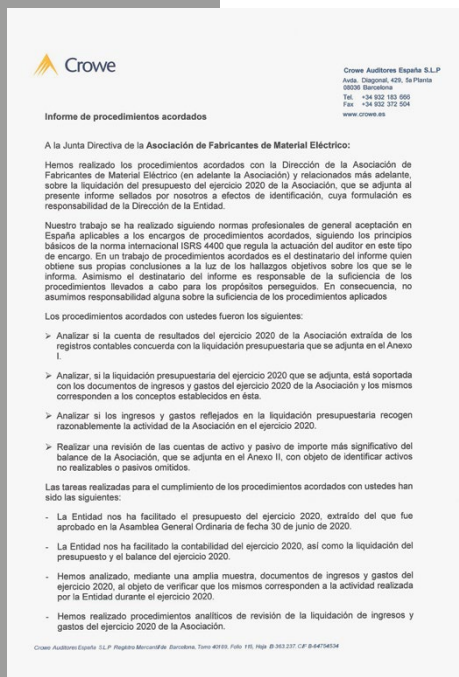 Crowe
Crowe Auditores España S.L.P
Avda. Diagonal, 429, 5a Planta
08036 Barcelona
Tel. +34 932 183 666
Fax +34 932 372 504
www.crowe.es
Informe de procedimientos acordados
A la Junta Directiva de la Asociación de Fabricantes de Material Eléctrico:
Hemos realizado los procedimientos acordados con la Dirección de la Asociación de
Fabricantes de Material Eléctrico (en adelante la Asociación) y relacionados más adelante,
sobre la liquidación del presupuesto del ejercicio 2020 de la Asociación, que se adjunta al
presente informe sellados por nosotros a efectos de identificación, cuya formulación es
responsabilidad de la Dirección de la Entidad.
Nuestro trabajo se ha realizado siguiendo normas profesionales de general aceptación en
España aplicables a los encargos de procedimientos acordados, siguiendo los principios
básicos de la norma internacional ISRS 4400 que regula la actuación del auditor en este tipo
de encargo. En un trabajo de procedimientos acordados es el destinatario del informe quien
obtiene sus propias conclusiones a la luz de los hallazgos objetivos sobre los que se le
informa. Asimismo el destinatario del informe es responsable de la suficiencia de los
procedimientos llevados a cabo para los propósitos perseguidos. En consecuencia, no
asumimos responsabilidad alguna sobre la suficiencia de los procedimientos aplicados
Los procedimientos acordados con ustedes fueron los siguientes:
➢ Analizar si la cuenta de resultados del ejercicio 2020 de la Asociación extraída de los
registros contables concuerda con la liquidación presupuestaria que se adjunta en el Anexo
I.
➢ Analizar, si la liquidación presupuestaria del ejercicio 2020 que se adjunta, está soportada
con los documentos de ingresos y gastos del ejercicio 2020 de la Asociación y los mismos
corresponden a los conceptos establecidos en ésta.
➢ Analizar si los ingresos y gastos reflejados en la liquidación presupuestaria recogen
razonablemente la actividad de la Asociación en el ejercicio 2020.
➢ Realizar una revisión de las cuentas de activo y pasivo de importe más significativo del
balance de la Asociación, que se adjunta en el Anexo II, con objeto de identificar activos
no realizables o pasivos omitidos.
Las tareas realizadas para el cumplimiento de los procedimientos acordados con ustedes han
sido las siguientes:
- La Entidad nos ha facilitado el presupuesto del ejercicio 2020, extraído del que fue
aprobado en la Asamblea General Ordinaria de fecha 30 de junio de 2020.
- La Entidad nos ha facilitado la contabilidad del ejercicio 2020, así como la liquidación del
presupuesto y el balance del ejercicio 2020.
- Hemos analizado, mediante una amplia muestra, documentos de ingresos y gastos del
ejercicio 2020, al objeto de verificar que los mismos corresponden a la actividad realizada
por la Entidad durante el ejercicio 2020.
- Hemos realizado procedimientos analíticos de revisión de la liquidación de ingresos y
gastos del ejercicio 2020 de la Asociación.
Crowe Auditores España S.L.P Registro Mercantil de Barcelona, Tomo 40169, Folio 115, Hoja B-363 237. CIF B-64794534